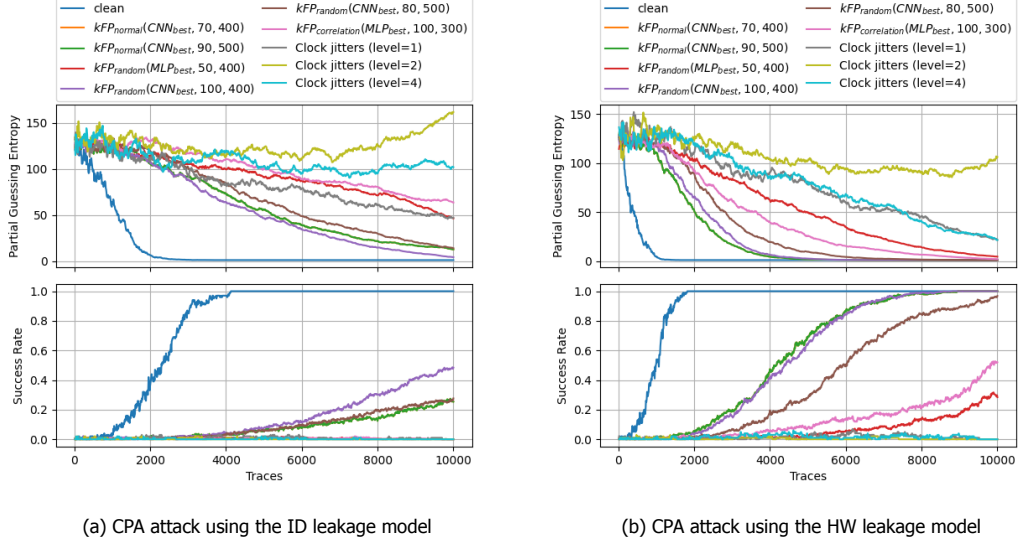 clean
kFP_normal(CNN_best, 70, 400)
kFP_normal(CNN_best, 90, 500)
kFP_random(MLP_best, 50, 400)
kFP_random(CNN_best, 100, 400)
kFP_random(CNN_best, 80, 500)
kFP_correlation(MLP_best, 100, 300)
Clock jitters (level=1)
Clock jitters (level=2)
Clock jitters (level=4)
Partial Guessing Entropy
150
100
50
0
Success Rate
1.0
0.8
0.6
0.4
0.2
0.0
0 2000 4000 6000 8000 10000
Traces
(a) CPA attack using the ID leakage model
clean
kFP_normal(CNN_best, 70, 400)
kFP_normal(CNN_best, 90, 500)
kFP_random(MLP_best, 50, 400)
kFP_random(CNN_best, 100, 400)
kFP_random(CNN_best, 80, 500)
kFP_correlation(MLP_best, 100, 300)
Clock jitters (level=1)
Clock jitters (level=2)
Clock jitters (level=4)
Partial Guessing Entropy
150
100
50
0
Success Rate
1.0
0.8
0.6
0.4
0.2
0.0
0 2000 4000 6000 8000 10000
Traces
(b) CPA attack using the HW leakage model